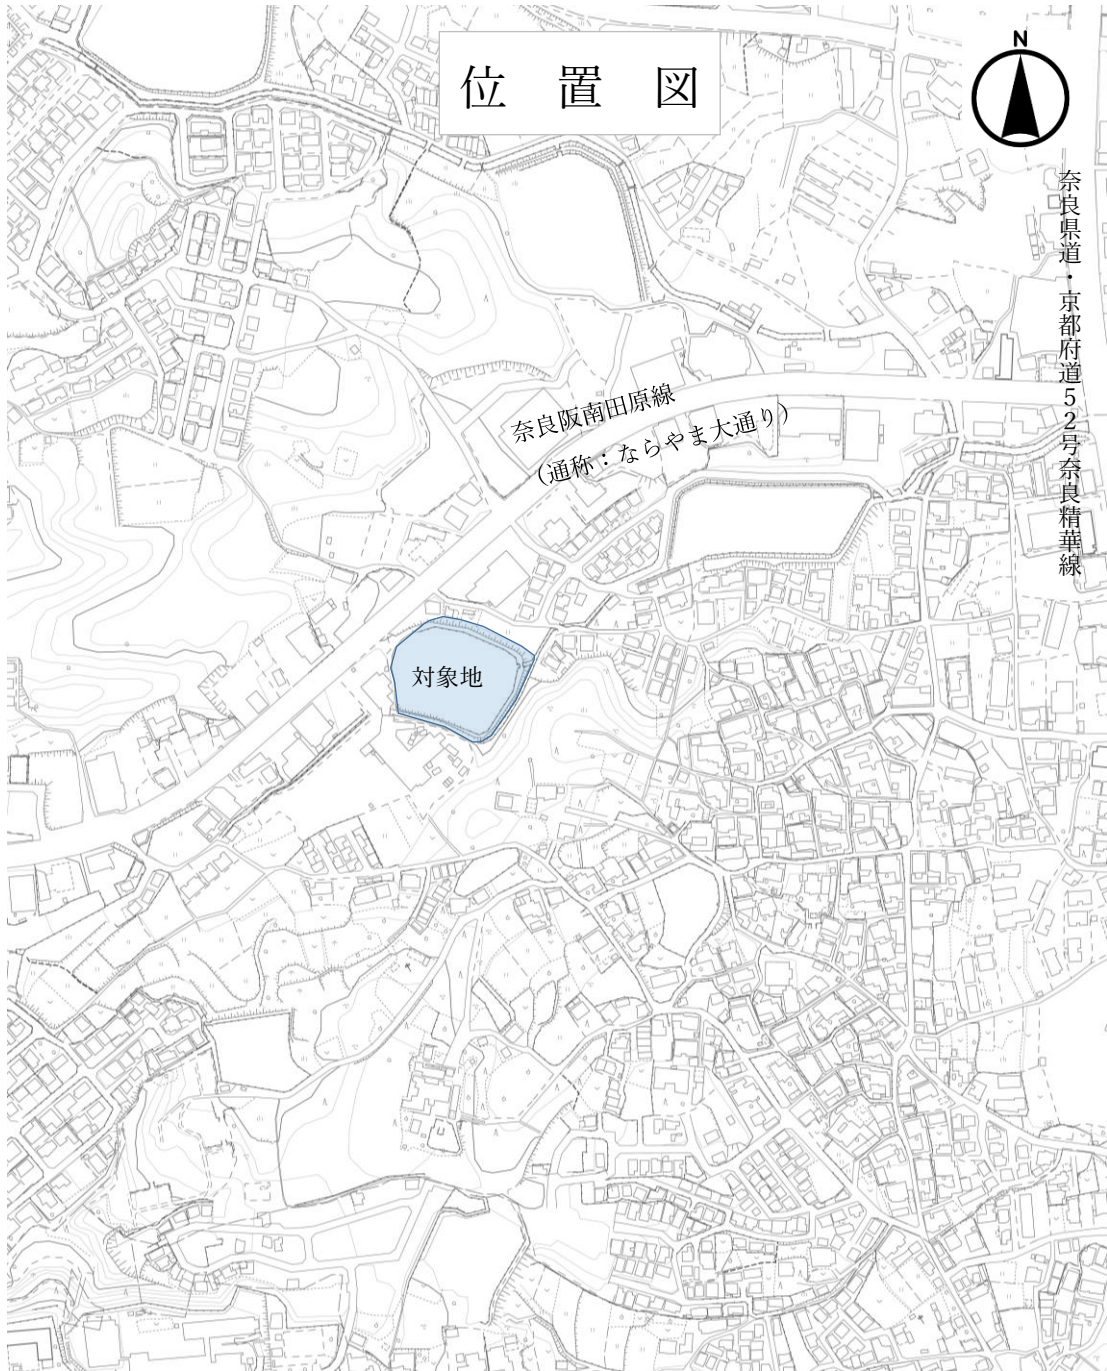 位 置 図
N
奈良県道・京都府道52号奈良精華線
奈良阪南田原線
（通称：ならやま大通り）
対象地